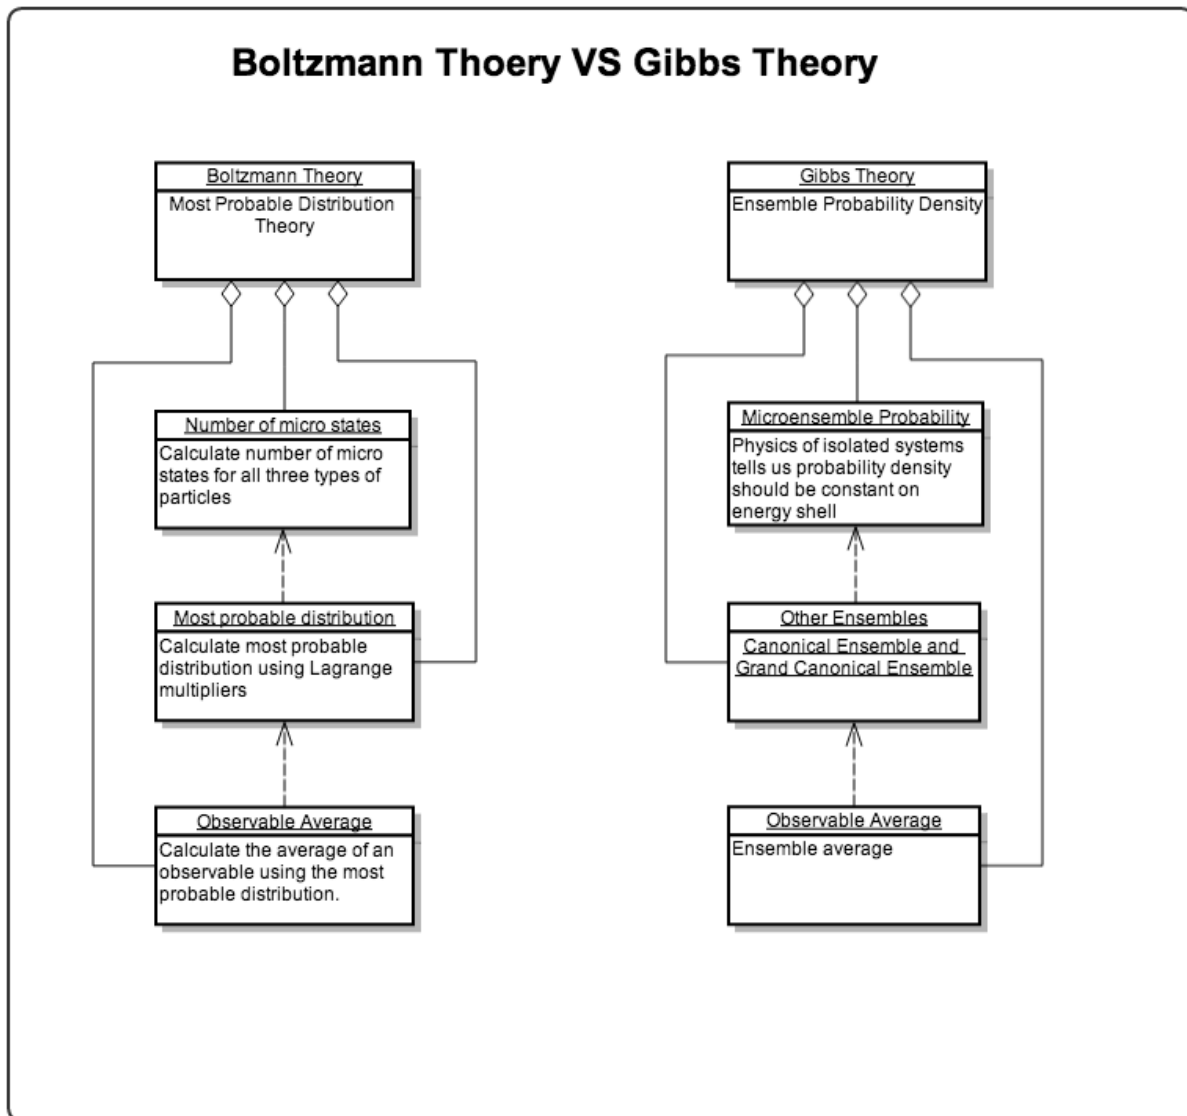 Boltzmann Thoery VS Gibbs Theory
Boltzmann Theory
Most Probable Distribution
Theory
Number of micro states
Calculate number of micro
states for all three types of
particles
Most probable distribution
Calculate most probable
distribution using Lagrange
multipliers
Observable Average
Calculate the average of an
observable using the most
probable distribution.
Gibbs Theory
Ensemble Probability Density
Microensemble Probability
Physics of isolated systems
tells us probability density
should be constant on
energy shell
Other Ensembles
Canonical Ensemble and
Grand Canonical Ensemble
Observable Average
Ensemble average